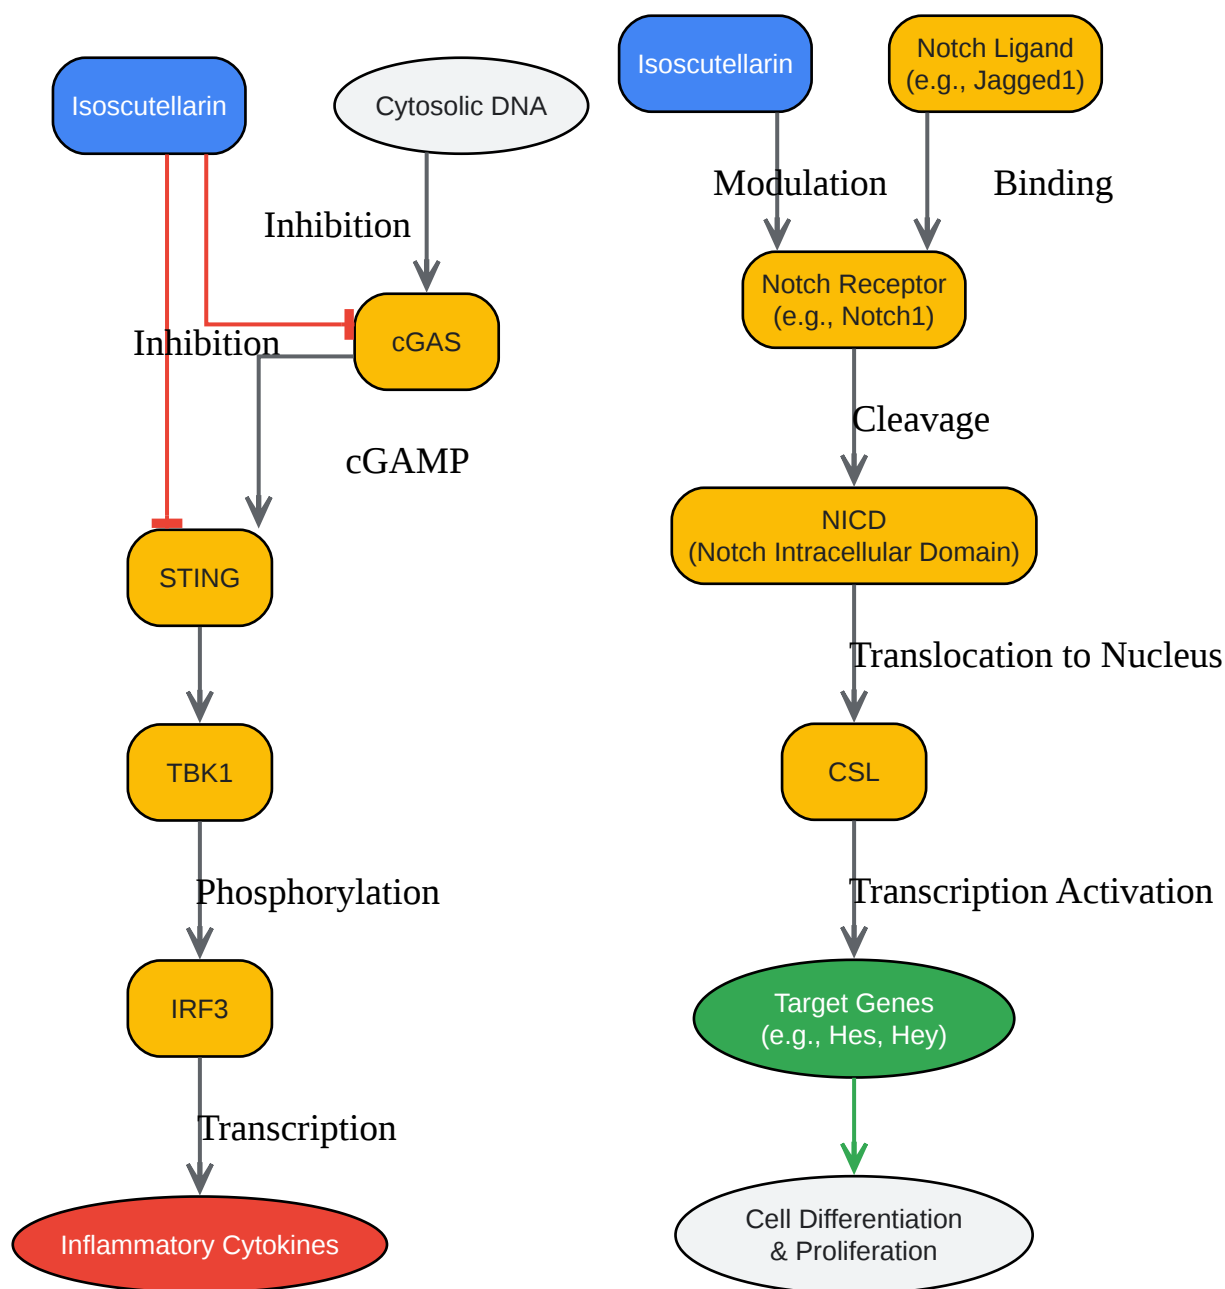 Isoscutellarin
Cytosolic DNA
Inhibition
Inhibition
cGAS
cGAMP
STING
TBK1
Phosphorylation
IRF3
Transcription
Inflammatory Cytokines
Isoscutellarin
Notch Ligand
(e.g., Jagged1)
Modulation
Binding
Notch Receptor
(e.g., Notch1)
Cleavage
NICD
(Notch Intracellular Domain)
Translocation to Nucleus
CSL
Transcription Activation
Target Genes
(e.g., Hes, Hey)
Cell Differentiation
& Proliferation